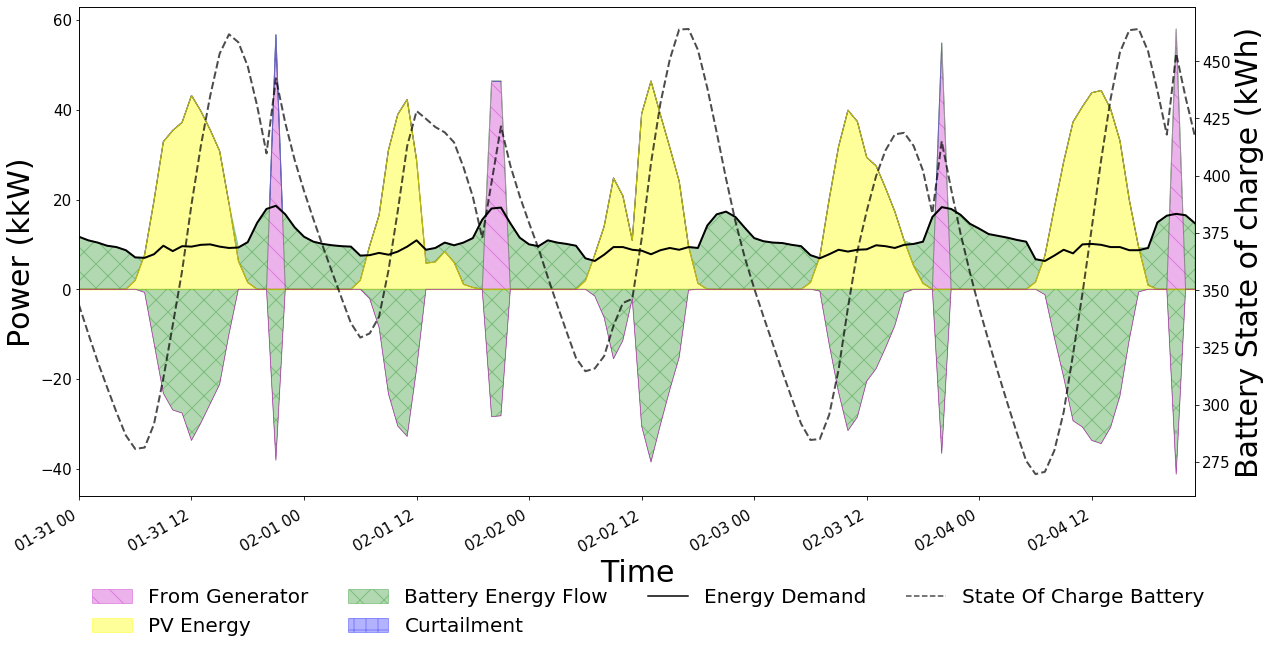 Power (kkW)
60
40
20
0
−20
−40
450
425
400
375
350
325
300
275
Battery State of charge (kWh)
01-31 00
01-31 12
02-01 00
02-01 12
02-02 00
02-02 12
02-03 00
02-03 12
02-04 00
02-04 12
Time
From Generator
Battery Energy Flow
Energy Demand
State Of Charge Battery
PV Energy
Curtailment